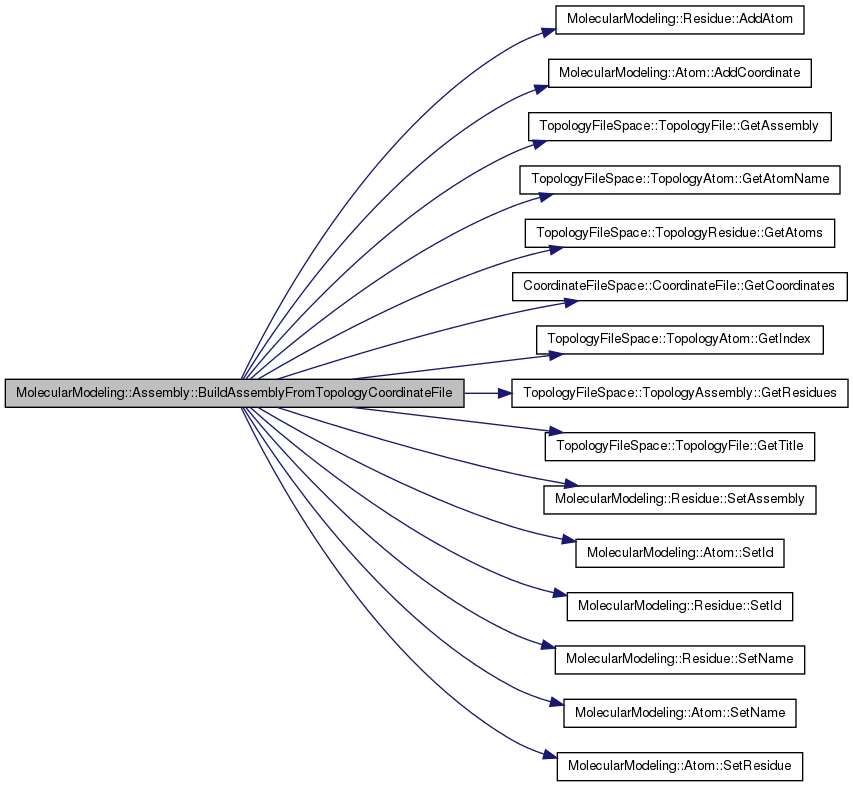 MolecularModeling::Residue::AddAtom
MolecularModeling::Atom::AddCoordinate
TopologyFileSpace::TopologyFile::GetAssembly
TopologyFileSpace::TopologyAtom::GetAtomName
TopologyFileSpace::TopologyResidue::GetAtoms
CoordinateFileSpace::CoordinateFile::GetCoordinates
TopologyFileSpace::TopologyAtom::GetIndex
MolecularModeling::Assembly::BuildAssemblyFromTopologyCoordinateFile
TopologyFileSpace::TopologyAssembly::GetResidues
TopologyFileSpace::TopologyFile::GetTitle
MolecularModeling::Residue::SetAssembly
MolecularModeling::Atom::SetId
MolecularModeling::Residue::SetId
MolecularModeling::Residue::SetName
MolecularModeling::Atom::SetName
MolecularModeling::Atom::SetResidue